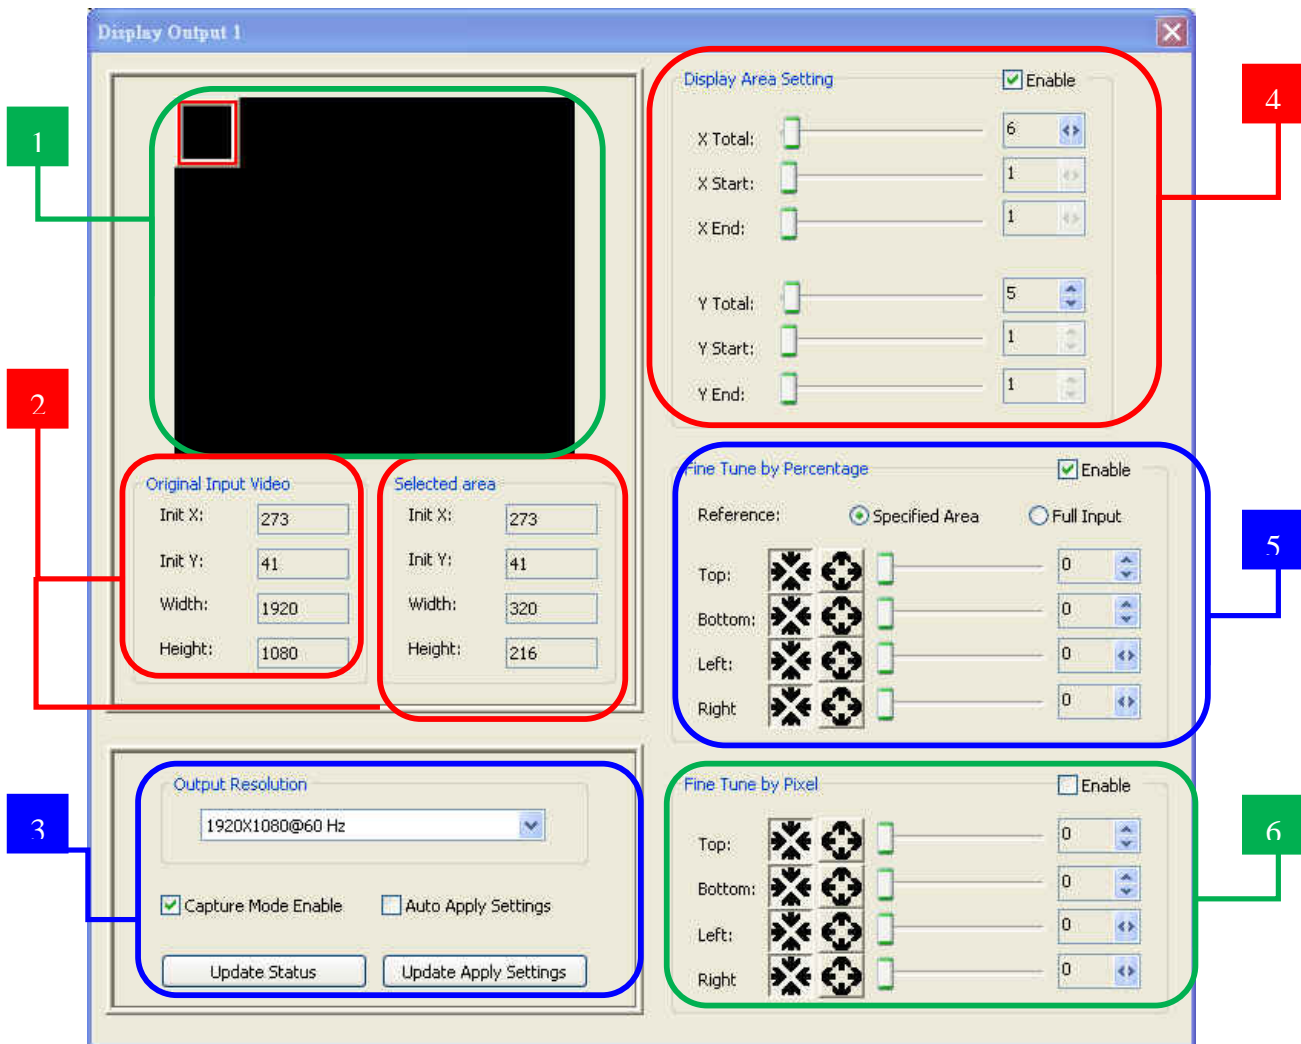 Display Output 1
1
2
3
4
5
6
Original Input Video
Init X: 273
Init Y: 41
Width: 1920
Height: 1080
Selected area
Init X: 273
Init Y: 41
Width: 320
Height: 216
Output Resolution
1920X1080@60 Hz
Capture Mode Enable
Auto Apply Settings
Update Status
Update Apply Settings
Display Area Setting
Enable
X Total: 6
X Start: 1
X End: 1
Y Total: 5
Y Start: 1
Y End: 1
Fine Tune by Percentage
Enable
Reference: Specified Area Full Input
Top: 0
Bottom: 0
Left: 0
Right 0
Fine Tune by Pixel
Enable
Top: 0
Bottom: 0
Left: 0
Right 0